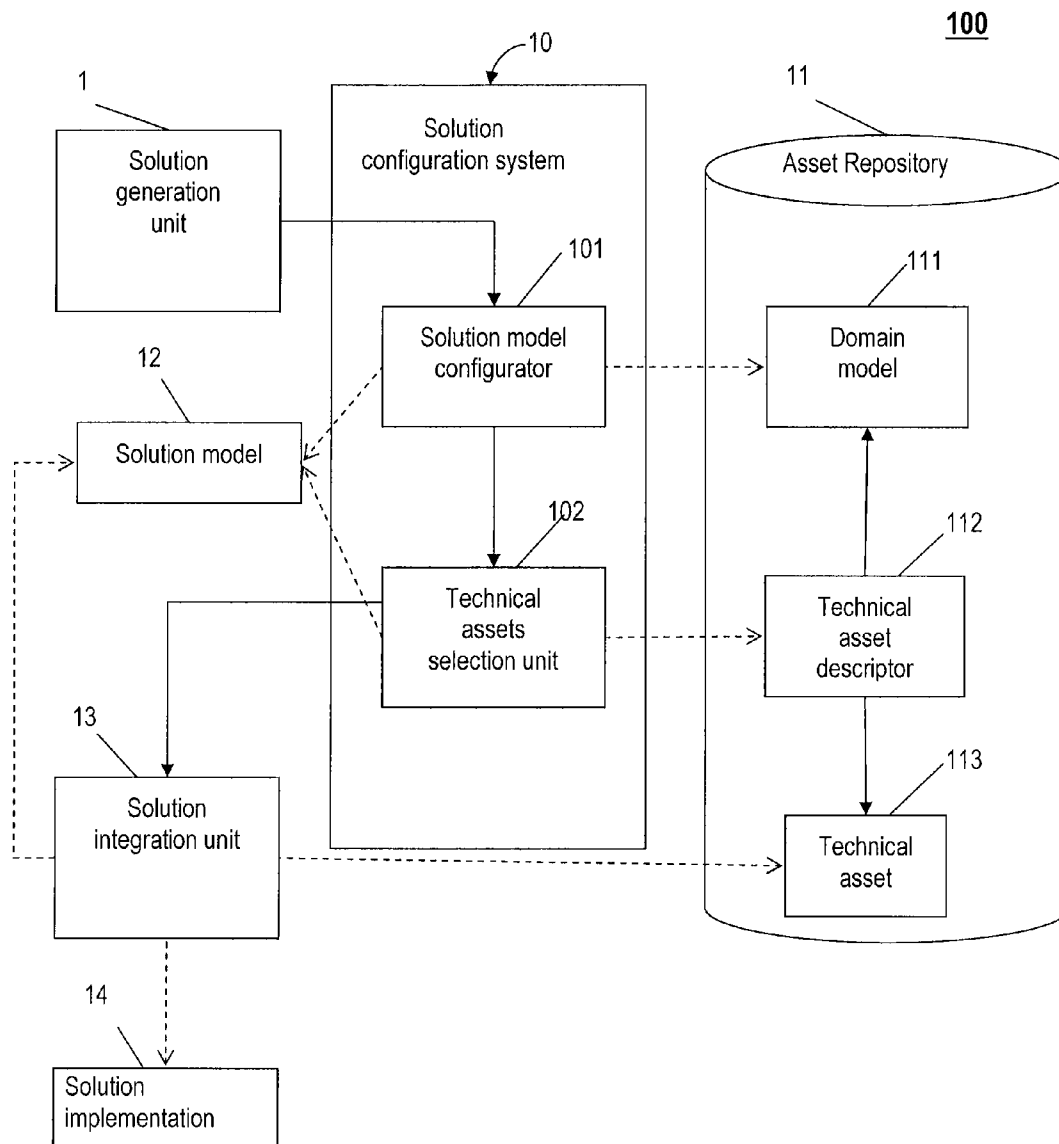 100
10
1
11
Solution
generation
unit
Solution
configuration system
Asset Repository
101
111
Solution model
configurator
Domain
model
12
Solution model
102
112
Technical
assets
selection unit
Technical
asset
descriptor
13
113
Solution
integration unit
Technical
asset
14
Solution
implementation